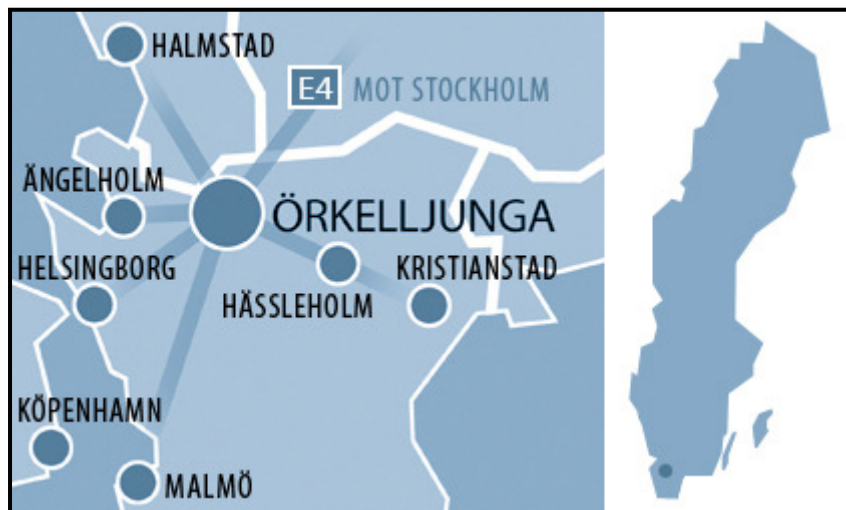 HALMSTAD
E4 MOT STOCKHOLM
ÄNGELHOLM
ÖRKELLJUNGA
HELSINGBORG
KRISTIANSTAD
HÄSSLEHOLM
KÖPENHAMN
MALMÖ